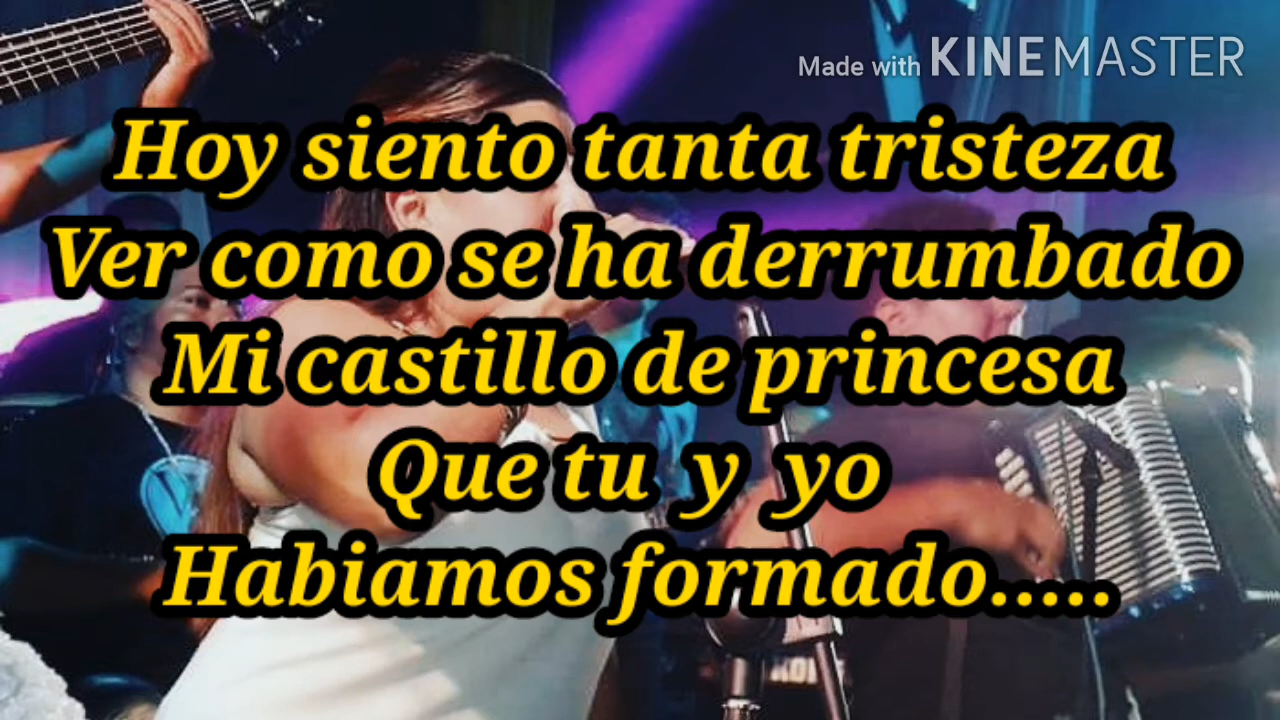 Made with KINEMASTER
Hoy siento tanta tristeza
Ver como se ha derrumbado
Mi castillo de princesa
Que tu y yo
Habiamos formado.....